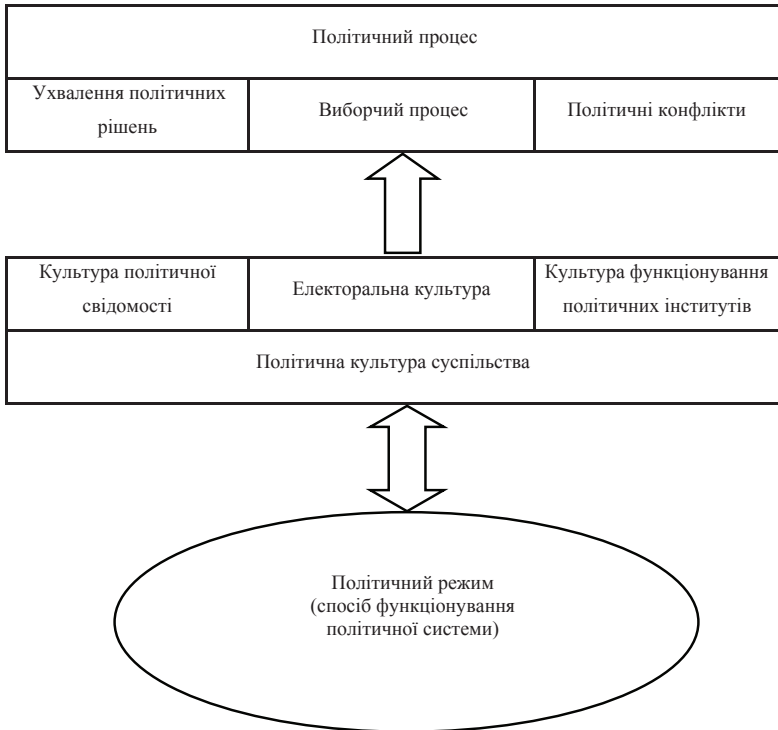 Політичний процес
Ухвалення політичних
рішень
Виборчий процес
Політичні конфлікти
Культура політичної
свідомості
Електоральна культура
Культура функціонування
політичних інститутів
Політична культура суспільства
Політичний режим
(спосіб функціонування
політичної системи)